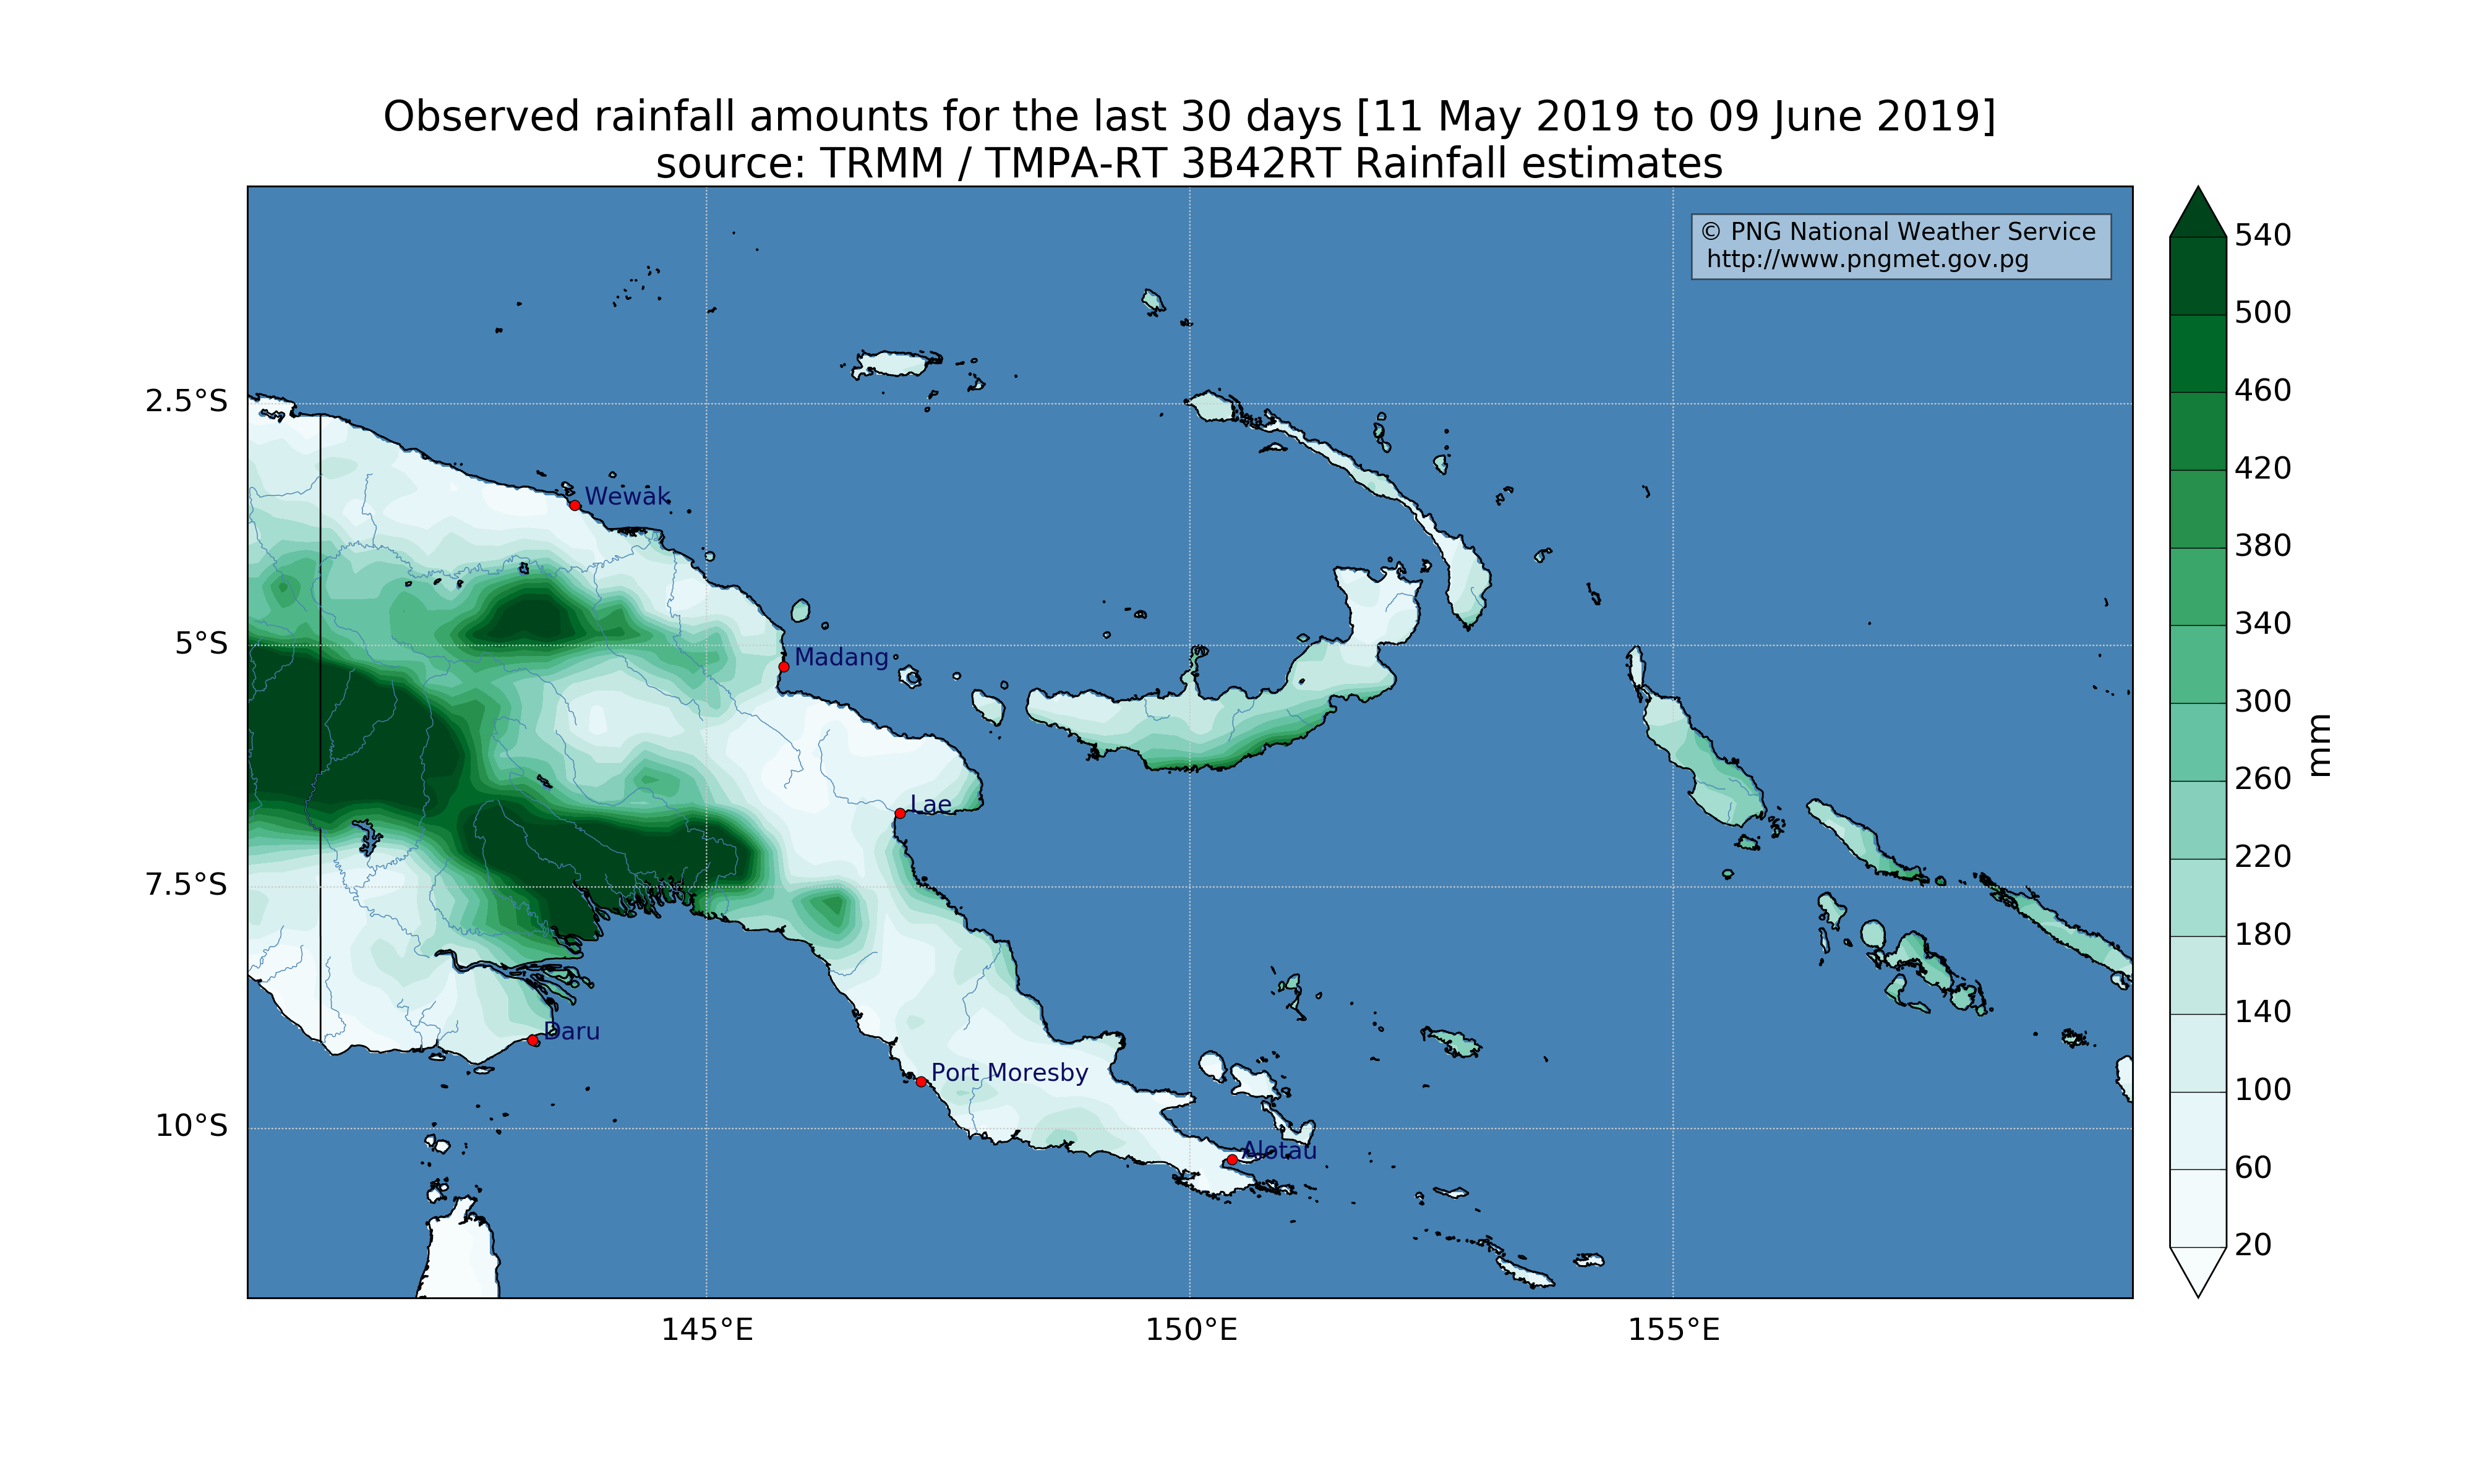 Observed rainfall amounts for the last 30 days [11 May 2019 to 09 June 2019]
source: TRMM / TMPA-RT 3B42RT Rainfall estimates
© PNG National Weather Service
http://www.pngmet.gov.pg
540
500
460
420
380
340
300
260
220
180
140
100
60
20
mm
2.5°S
5°S
7.5°S
10°S
Wewak
Madang
Lae
Daru
Port Moresby
Alotau
145°E
150°E
155°E